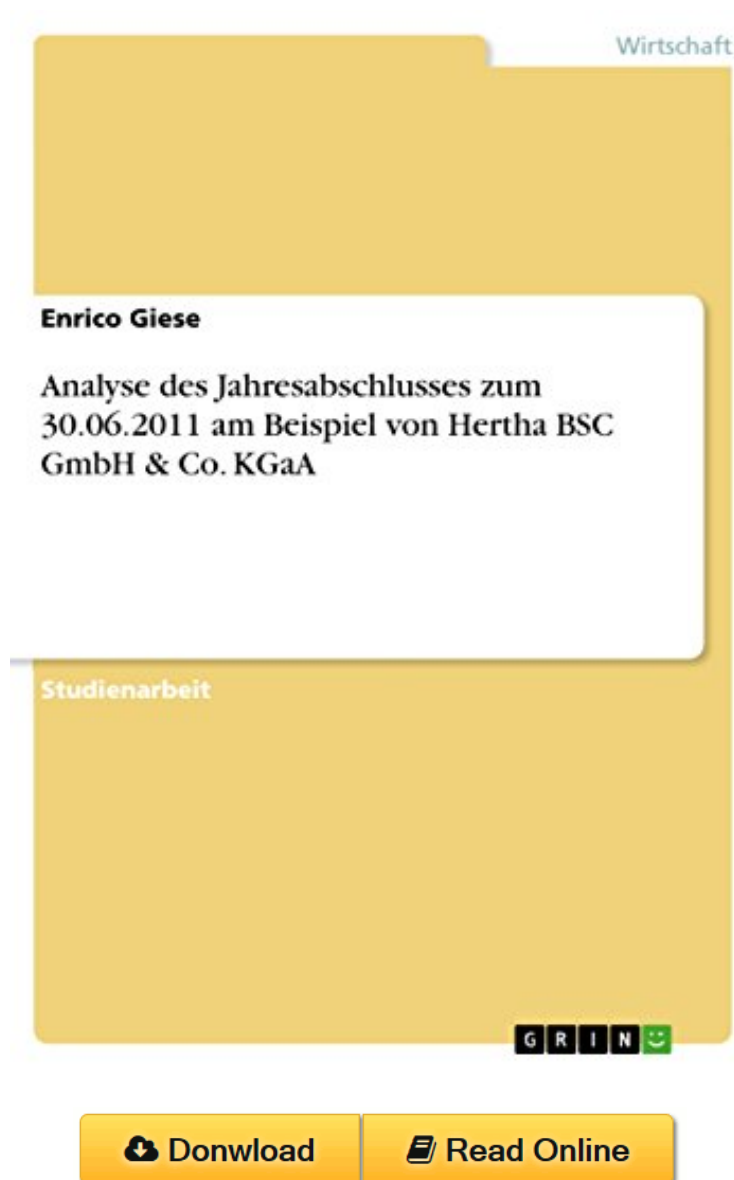 Wirtschaft
Enrico Giese
Analyse des Jahresabschlusses zum
30.06.2011 am Beispiel von Hertha BSC
GmbH & Co. KGaA
Studienarbeit
GRIN
Donwload
Read Online